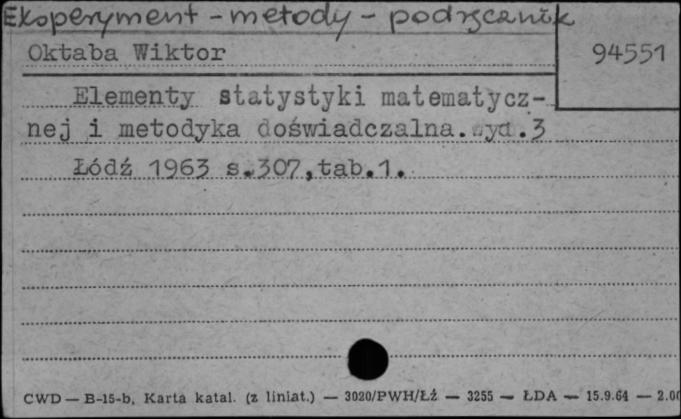 Eksperyment - metody - podręcznik
Oktaba Wiktor
94551
Elementy statystyki matematycz-
nej i metodyka doświadczalna. wyd.3
Łódź 1963 s.307,tab.1.
CWD — B-15-b, Karta katal. (z liniat.) — 3020/PWH/Łź — 3255 — ŁDA — 15.9.64 — 2.00